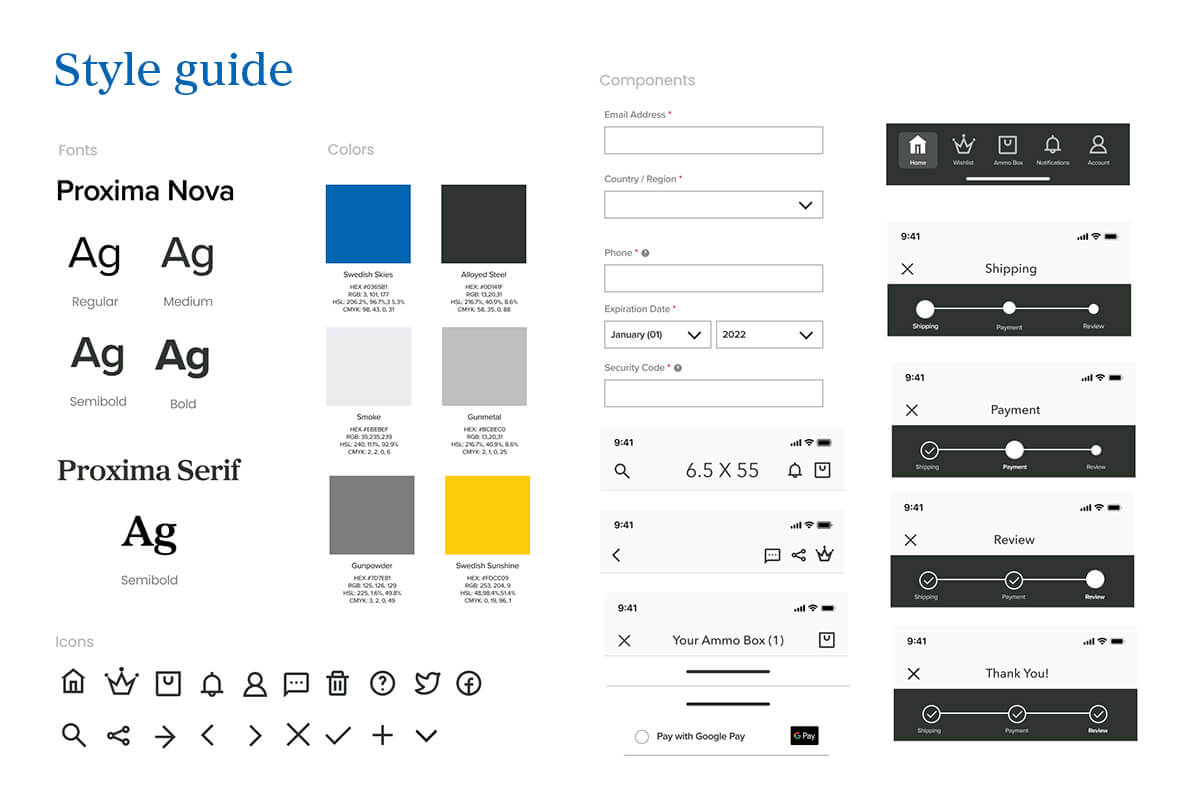 Style guide
Fonts
Proxima Nova
Ag
Ag
Regular
Medium
Ag
Ag
Semibold
Bold
Proxima Serif
Ag
Semibold
Colors
Swedish Skies
HEX #0365B1
RGB: 3, 101, 177
HSL: 206.2%, 96.7%,3 5.3%
CMYK: 98, 43, 0, 31
Alloyed Steel
HEX: #0D141F
RGB: 13,20,31
HSL: 216.7%, 40.9%, 8.6%
CMYK: 58, 35, 0, 88
Smoke
HEX #EBEBEF
RGB: 35,235,239
HSL: 240, 11.1%, 92.9%
CMYK: 2, 2, 0, 6
Gunmetal
HEX: #BCBEC0
RGB: 13,20,31
HSL: 216.7%, 40.9%, 8.6%
CMYK: 2, 1, 0, 25
Gunpowder
HEX #7D7E81
RGB: 125, 126, 129
HSL: 225, 1.6%, 49.8%
CMYK: 3, 2, 0, 49
Swedish Sunshine
HEX: #FDCC09
RGB: 253, 204, 9
HSL: 48,98.4%,51.4%
CMYK: 0, 19, 96, 1
Icons
Components
Email Address *
Country / Region *
Phone *
Expiration Date *
January (01)
2022
Security Code *
9:41
6.5 X 55
9:41
9:41
Your Ammo Box (1)
Pay with Google Pay
G Pay
Home
Wishlist
Ammo Box
Notifications
Account
9:41
Shipping
Shipping
Payment
Review
9:41
Payment
Shipping
Payment
Review
9:41
Review
Shipping
Payment
Review
9:41
Thank You!
Shipping
Payment
Review